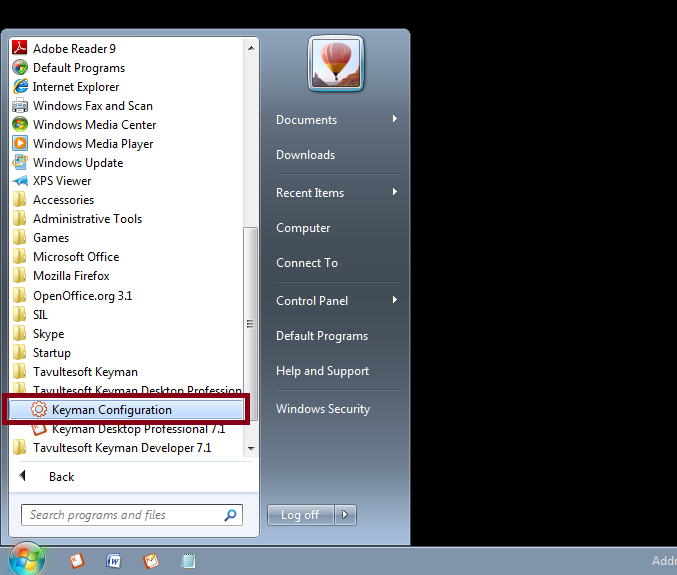 Adobe Reader 9
Default Programs
Internet Explorer
Windows Fax and Scan
Windows Media Center
Windows Media Player
Windows Update
XPS Viewer
Accessories
Administrative Tools
Games
Microsoft Office
Mozilla Firefox
OpenOffice.org 3.1
SIL
Skype
Startup
Tavultesoft Keyman
Tavultesoft Keyman Desktop Profession
Keyman Configuration
Keyman Desktop Professional 7.1
Tavultesoft Keyman Developer 7.1
Back
Search programs and files
Documents
Downloads
Recent Items
Computer
Connect To
Control Panel
Default Programs
Help and Support
Windows Security
Log off
Addr